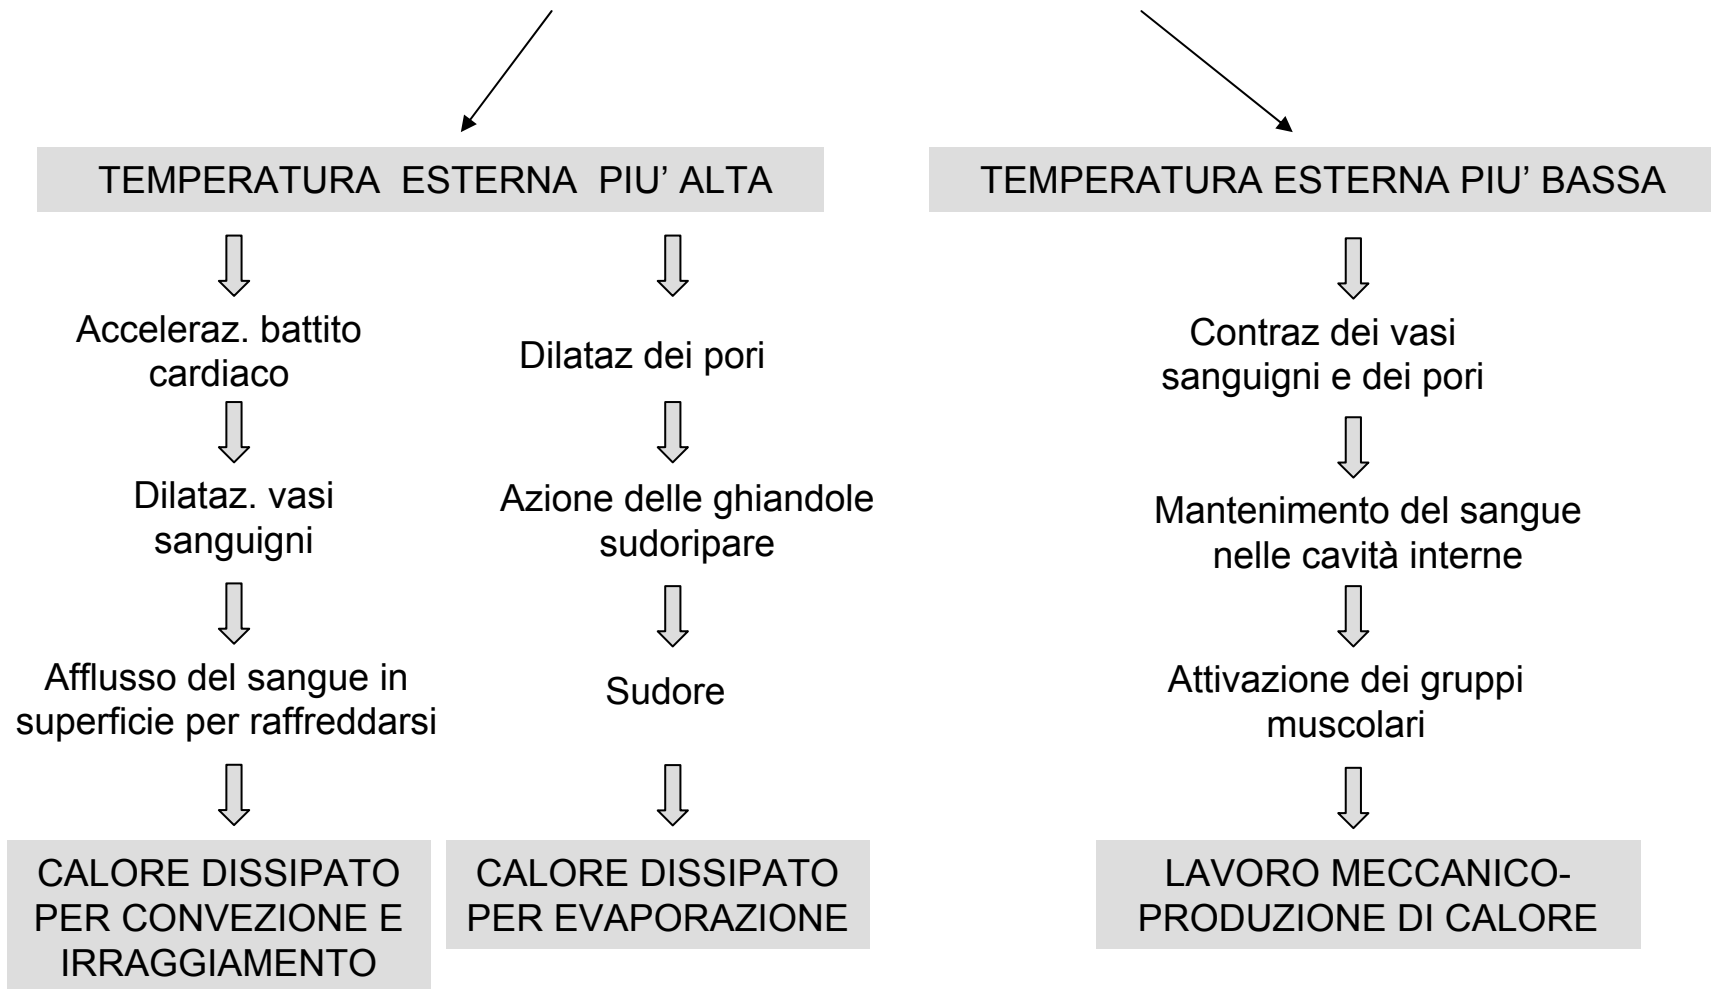 TEMPERATURA ESTERNA PIU' ALTA
Acceleraz. battito
cardiaco
Dilataz. vasi
sanguigni
Afflusso del sangue in
superficie per raffreddarsi
CALORE DISSIPATO
PER CONVEZIONE E
IRRAGGIAMENTO
Dilataz dei pori
Azione delle ghiandole
sudoripare
Sudore
CALORE DISSIPATO
PER EVAPORAZIONE
TEMPERATURA ESTERNA PIU' BASSA
Contraz dei vasi
sanguigni e dei pori
Mantenimento del sangue
nelle cavità interne
Attivazione dei gruppi
muscolari
LAVORO MECCANICO-
PRODUZIONE DI CALORE